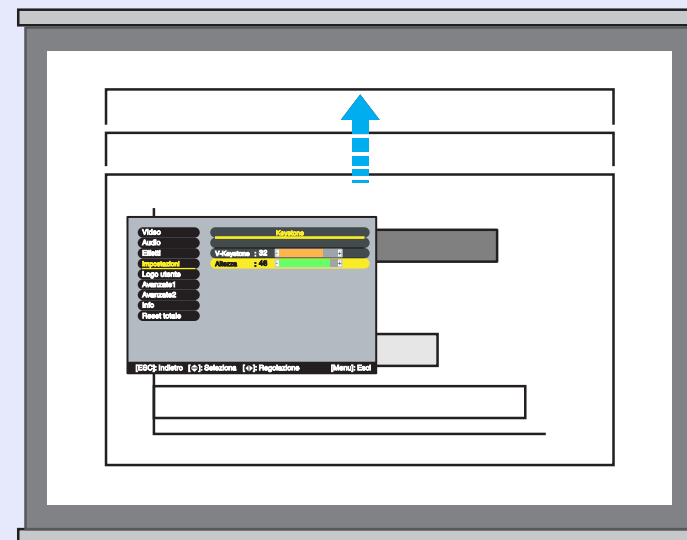 Video
Audio
Effetti
Impostazioni
Logo utente
Avanzate1
Avanzate2
Info
Reset totale
Keystone
V-Keystone : 32
Altezza : 46
[ESC]: Indietro [ ]: Seleziona [ ]: Regolazione [Menu]: Esci